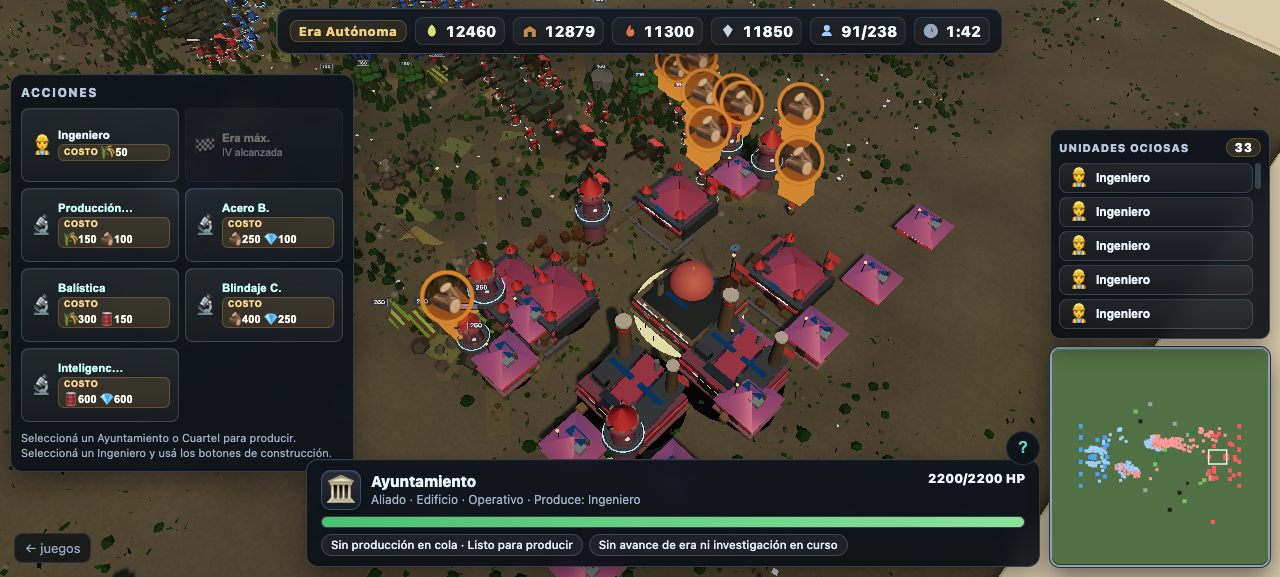 Era Autónoma 12460 12879 11300 11850 91/238 1:42
ACCIONES
Ingeniero
COSTO 50
Era máx.
IV alcanzada
Producción...
COSTO
150 100
Acero B.
COSTO
250 100
Balística
COSTO
300 150
Blindaje C.
COSTO
400 250
Inteligenc...
COSTO
600 600
Seleccioná un Ayuntamiento o Cuartel para producir.
Seleccioná un Ingeniero y usá los botones de construcción.
250
250
UNIDADES OCIOSAS 33
Ingeniero
Ingeniero
Ingeniero
Ingeniero
Ingeniero
?
Ayuntamiento 2200/2200 HP
Aliado · Edificio · Operativo · Produce: Ingeniero
Sin producción en cola · Listo para producir
Sin avance de era ni investigación en curso
← juegos